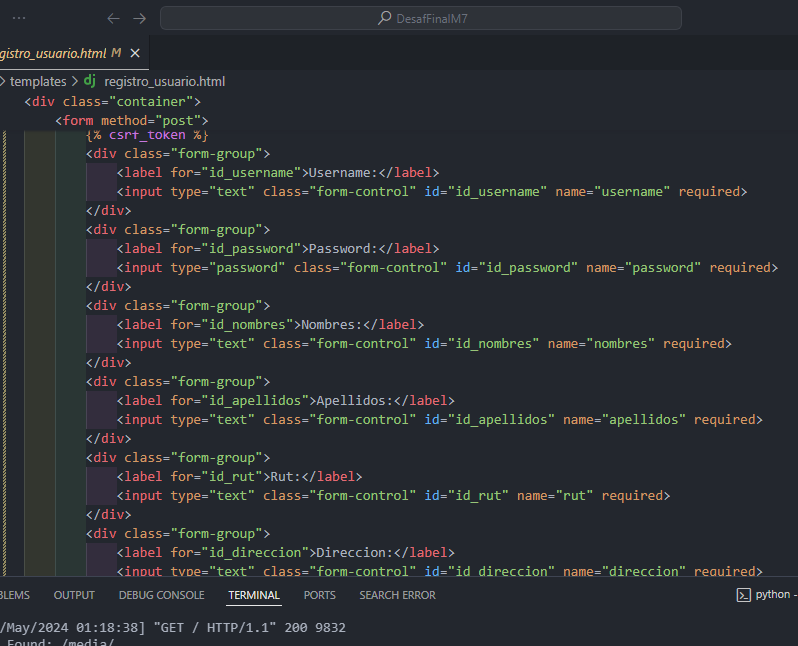 DesafFinalM7
gistro_usuario.html M
templates > registro_usuario.html
<div class="container">
<form method="post">
{% csrf_token %}
<div class="form-group">
<label for="id_username">Username:</label>
<input type="text" class="form-control" id="id_username" name="username" required>
</div>
<div class="form-group">
<label for="id_password">Password:</label>
<input type="password" class="form-control" id="id_password" name="password" required>
</div>
<div class="form-group">
<label for="id_nombres">Nombres:</label>
<input type="text" class="form-control" id="id_nombres" name="nombres" required>
</div>
<div class="form-group">
<label for="id_apellidos">Apellidos:</label>
<input type="text" class="form-control" id="id_apellidos" name="apellidos" required>
</div>
<div class="form-group">
<label for="id_rut">Rut:</label>
<input type="text" class="form-control" id="id_rut" name="rut" required>
</div>
<div class="form-group">
<label for="id_direccion">Direccion:</label>
<input type="text" class="form-control" id="id_direccion" name="direccion" required>
BLEMS OUTPUT DEBUG CONSOLE TERMINAL PORTS SEARCH ERROR python -
/May/2024 01:18:38] "GET / HTTP/1.1" 200 9832
Found: /media/